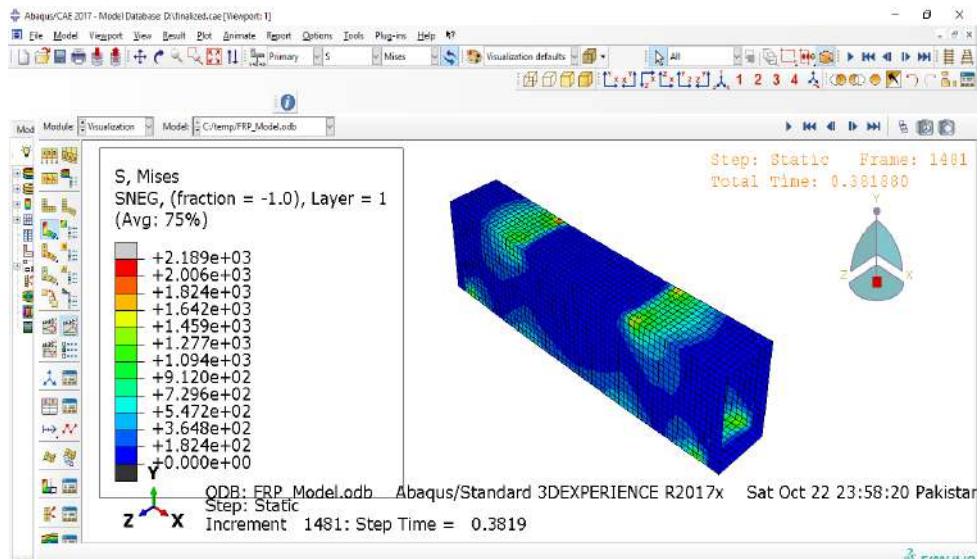 Abaqus/CAE 2017 - Model Database: D:\finalized.cae [Viewport: 1]
File Model Viewport View Result Plot Animate Report Options Tools Plug-ins Help
Primary S Mises Visualization defaults All
1 2 3 4
Mod Module: Visualization Model: C:/temp/FRP_Model.odb
Step: Static Frame: 1481
Total Time: 0.381880
S, Mises
SNEG, (fraction = -1.0), Layer = 1
(Avg: 75%)
+2.189e+03
+2.006e+03
+1.824e+03
+1.642e+03
+1.459e+03
+1.277e+03
+1.094e+03
+9.120e+02
+7.296e+02
+5.472e+02
+3.648e+02
+1.824e+02
+0.000e+00
Y
Z X
Y
Z X
ODB: FRP_Model.odb Abaqus/Standard 3DEXPERIENCE R2017x Sat Oct 22 23:58:20 Pakistan
Step: Static
Increment 1481: Step Time = 0.3819